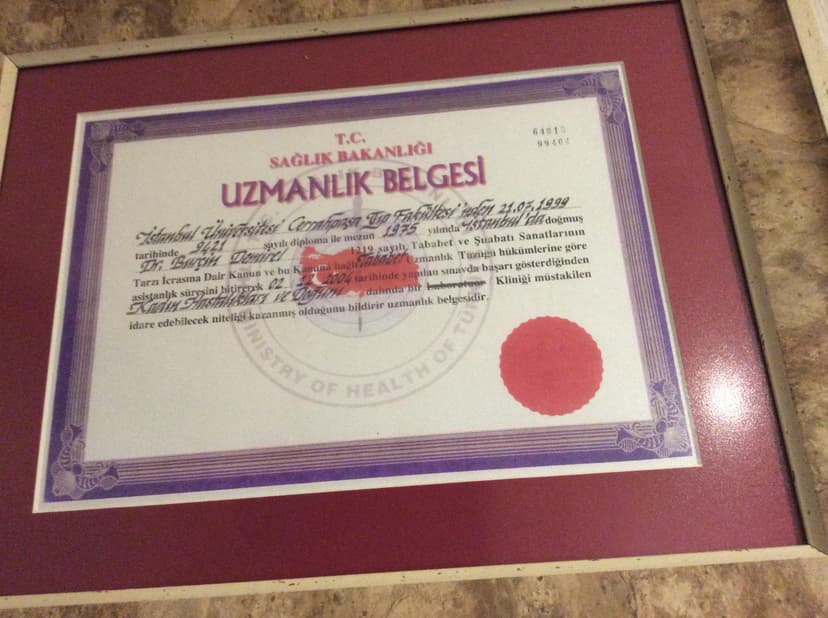 T.C.
SAĞLIK BAKANLIĞI
UZMANLIK BELGESİ
İstanbul Üniversitesi Cerrahpaşa Tıp Fakültesi'nden 21.07.1999
tarihinde 9421 sayılı diploma ile mezun 1975 yılında İstanbul'da doğmuş
Dr. Burçin Demirel 1219 sayılı Tababet ve Şuabatı Sanatlarının
Tarzı İcrasına Dair Kanun ve bu Kanuna bağlı Tababet Uzmanlık Tüzüğü hükümlerine göre
asistanlık süresini bitirerek 02. .2004 tarihinde yapılan sınavda başarı gösterdiğinden
Kadın Hastalıkları ve Doğum dalında bir Laboratuar Kliniği müstakilen
idare edebilecek niteliği kazanmış olduğunu bildirir uzmanlık belgesidir.
MINISTRY OF HEALTH OF TU